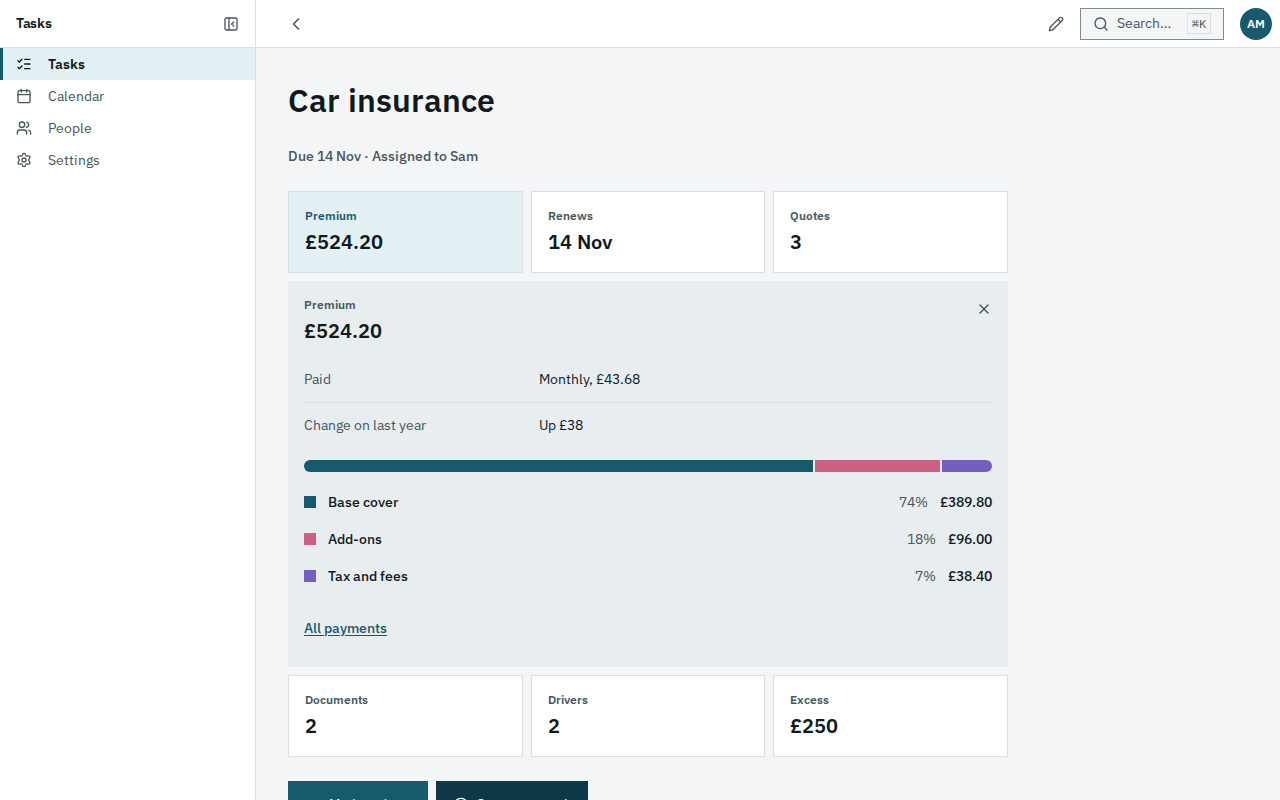 Tasks
Search... ⌘K
AM
Tasks
Calendar
People
Settings
Car insurance
Due 14 Nov · Assigned to Sam
Premium
£524.20
Renews
14 Nov
Quotes
3
Premium
£524.20
Paid Monthly, £43.68
Change on last year Up £38
Base cover 74% £389.80
Add-ons 18% £96.00
Tax and fees 7% £38.40
All payments
Documents
2
Drivers
2
Excess
£250